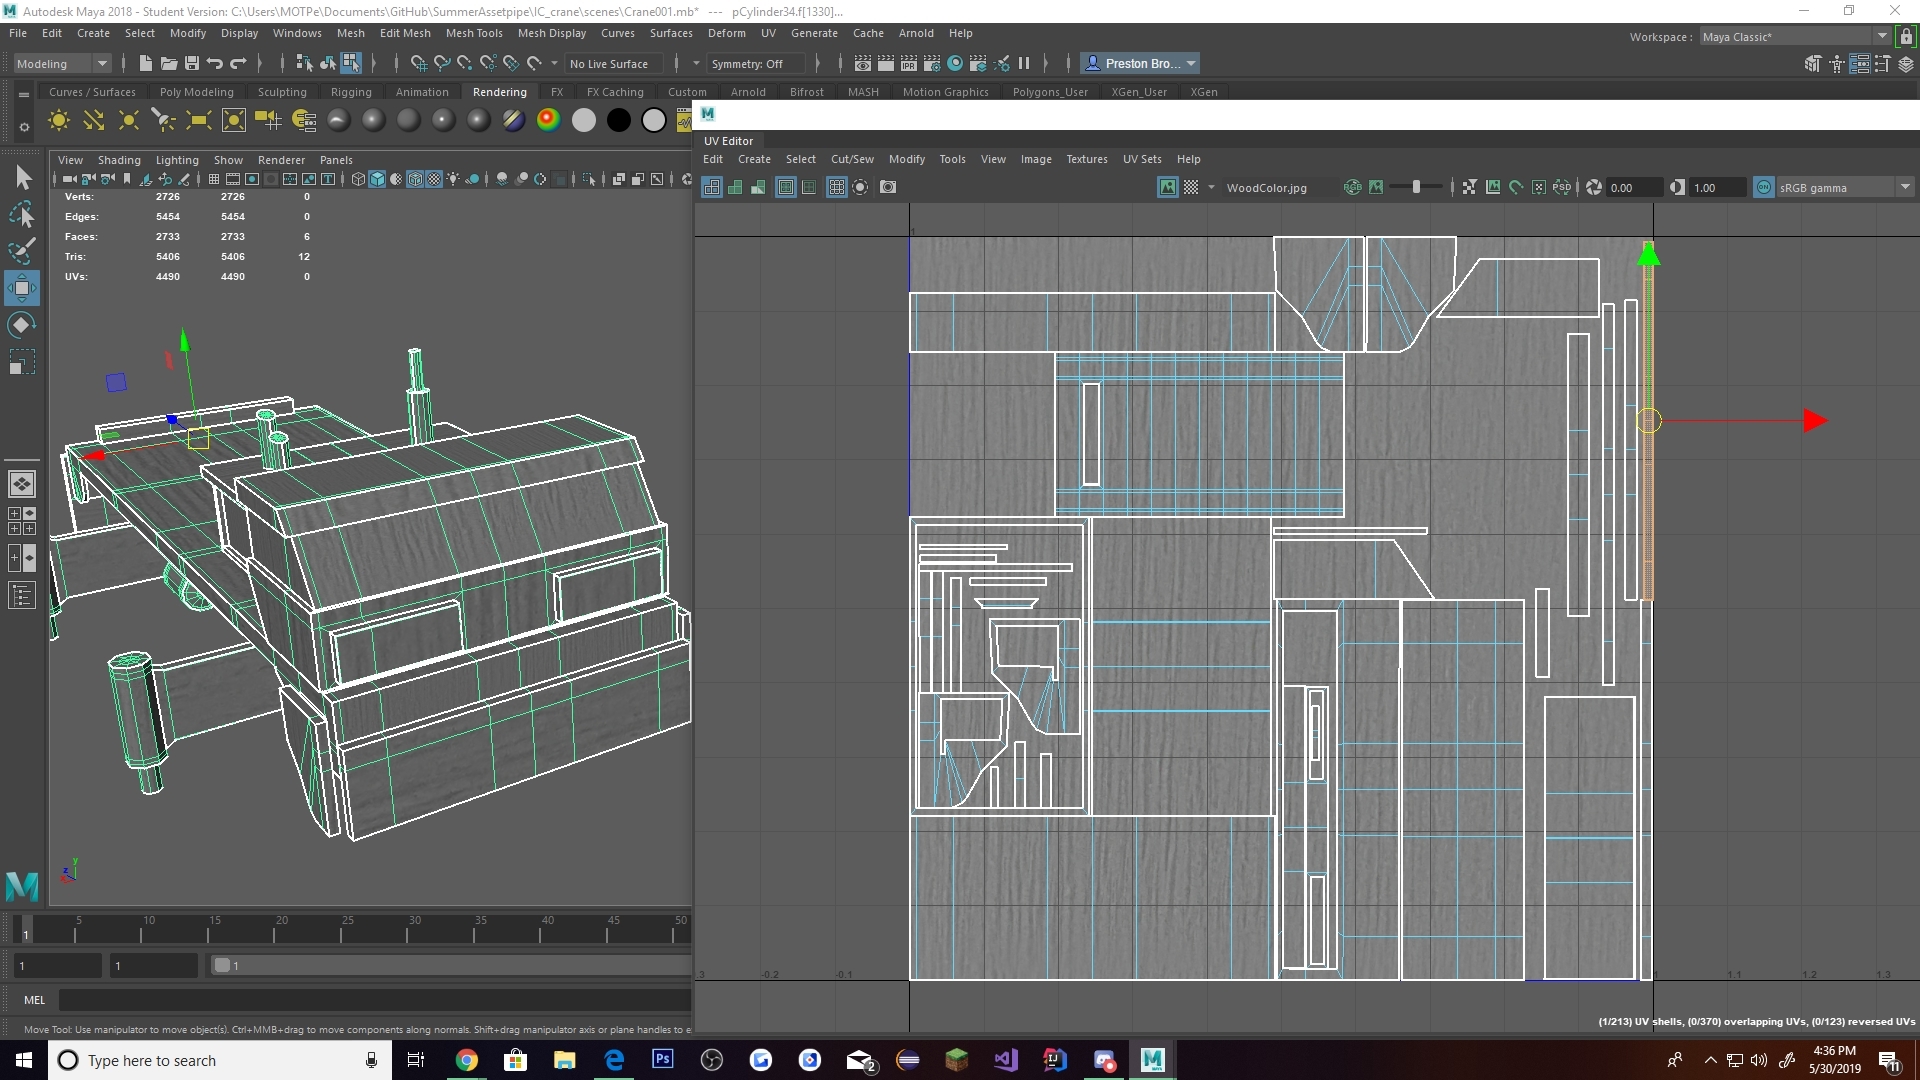 Autodesk Maya 2018 - Student Version: C:\Users\MOTPe\Documents\GitHub\SummerAssetpipe\IC_crane\scenes\Crane001.mb* --- pCylinder34.f[1330]...
File Edit Create Select Modify Display Windows Mesh Edit Mesh Mesh Tools Mesh Display Curves Surfaces Deform UV Generate Cache Arnold Help
Workspace : Maya Classic*
Modeling No Live Surface Symmetry: Off IPR Preston Bro...
Curves / Surfaces Poly Modeling Sculpting Rigging Animation Rendering FX FX Caching Custom Arnold Bifrost MASH Motion Graphics Polygons_User XGen_User XGen
UV Editor
View Shading Lighting Show Renderer Panels
Edit Create Select Cut/Sew Modify Tools View Image Textures UV Sets Help
WoodColor.jpg RGB PSD 0.00 1.00 ON sRGB gamma
Verts: 2726 2726 0
Edges: 5454 5454 0
Faces: 2733 2733 6
Tris: 5406 5406 12
UVs: 4490 4490 0
1
y
z
x
.3 -0.2 -0.1 1 1.1 1.2 1.3
(1/213) UV shells, (0/370) overlapping UVs, (0/123) reversed UVs
1 5 10 15 20 25 30 35 40 45 50
1 1 1
MEL
Move Tool: Use manipulator to move object(s). Ctrl+MMB+drag to move components along normals. Shift+drag manipulator axis or plane handles to e
Type here to search
Ps
2
IJ
M
4:36 PM
5/30/2019
11